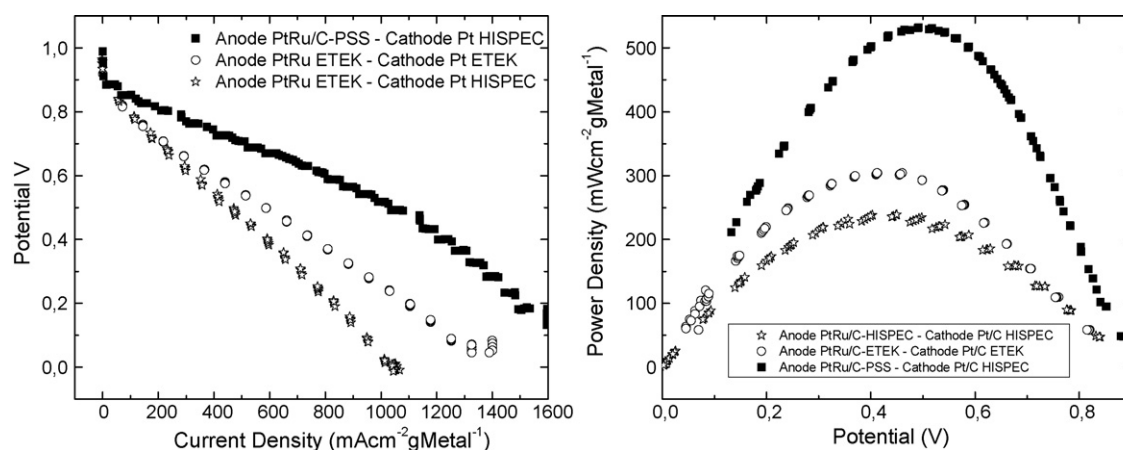 Anode PtRu/C-PSS - Cathode Pt HISPEC
Anode PtRu ETEK - Cathode Pt ETEK
Anode PtRu ETEK - Cathode Pt HISPEC
1,0
0,8
0,6
0,4
0,2
0,0
Potential V
0 200 400 600 800 1000 1200 1400 1600
Current Density (mAcm⁻²gMetal⁻¹)
500
400
300
200
100
0
Power Density (mWcm⁻²gMetal⁻¹)
Anode PtRu/C-HISPEC - Cathode Pt/C HISPEC
Anode PtRu/C-ETEK - Cathode Pt/C ETEK
Anode PtRu/C-PSS - Cathode Pt/C HISPEC
0,0 0,2 0,4 0,6 0,8
Potential (V)